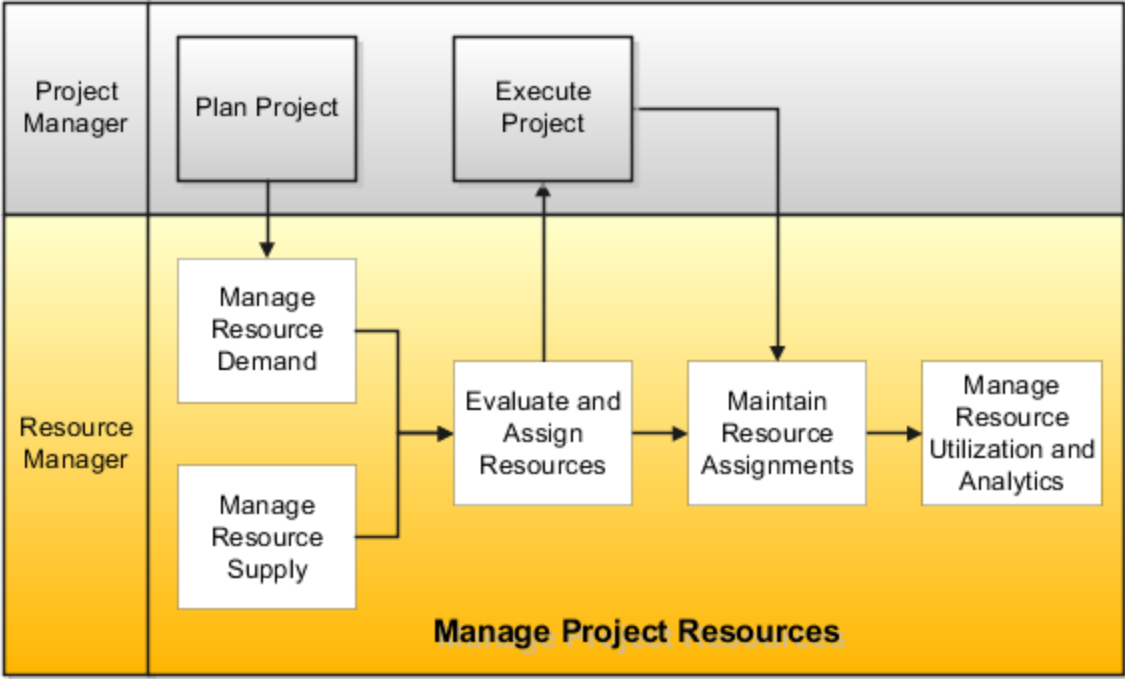 Project
Manager
Plan Project
Execute
Project
Resource
Manager
Manage
Resource
Demand
Manage
Resource
Supply
Evaluate and
Assign
Resources
Maintain
Resource
Assignments
Manage
Resource
Utilization and
Analytics
Manage Project Resources